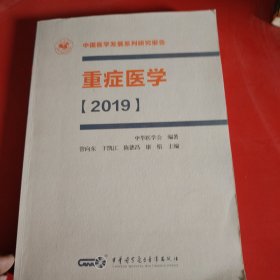 中国医学发展系列研究报告
重症医学
【2019】
中华医学会 编著
管向东 于凯江 陈德昌 康焰 主编
中华医学电子音像出版社